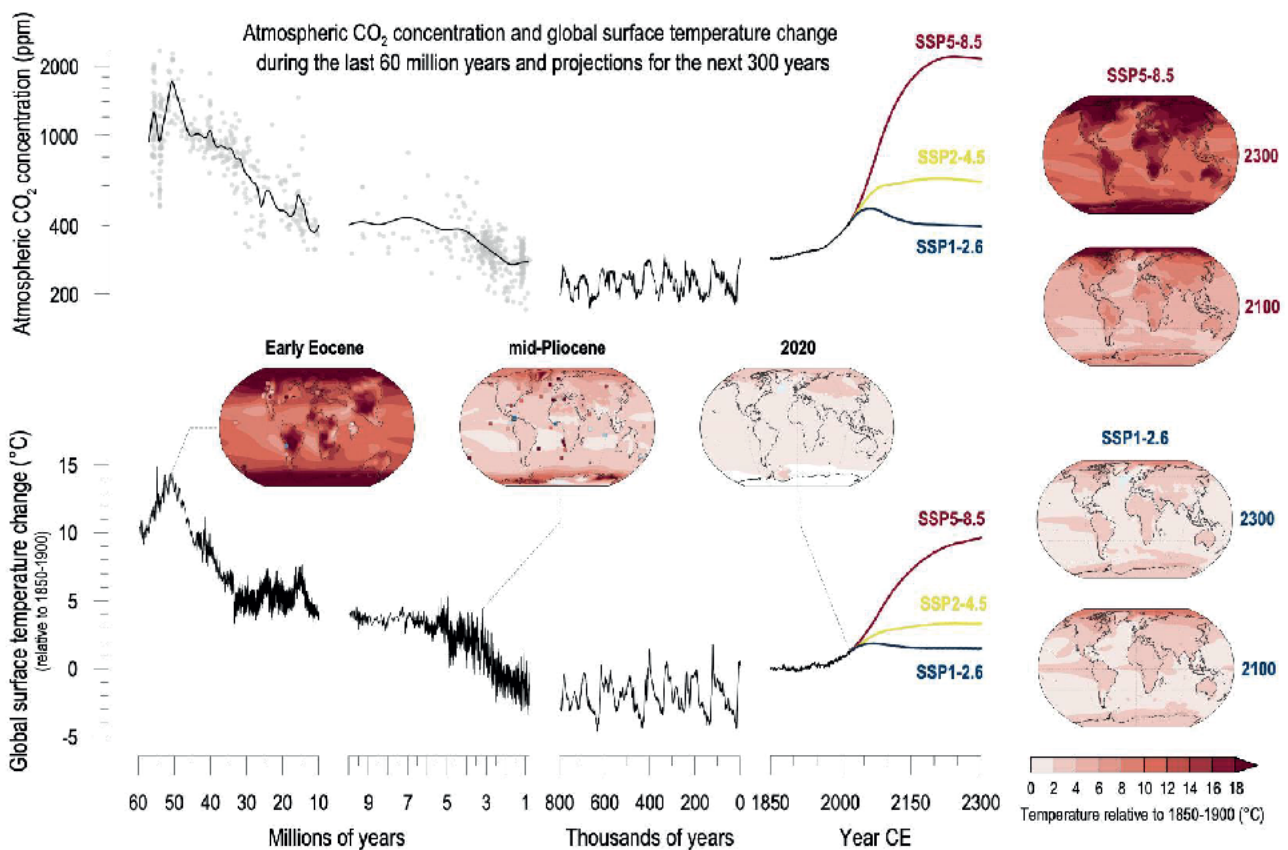 Atmospheric CO₂ concentration and global surface temperature change
during the last 60 million years and projections for the next 300 years
Atmospheric CO₂ concentration (ppm)
2000
1000
400
200
SSP5-8.5
SSP2-4.5
SSP1-2.6
SSP5-8.5
2300
2100
Early Eocene
mid-Pliocene
2020
Global surface temperature change (°C)
(relative to 1850-1900)
15
10
5
0
-5
SSP5-8.5
SSP2-4.5
SSP1-2.6
SSP1-2.6
2300
2100
60 50 40 30 20 10
9 7 5 3 1
800 600 400 200 0
1850 2000 2150 2300
Millions of years
Thousands of years
Year CE
0 2 4 6 8 10 12 14 16 18
Temperature relative to 1850-1900 (°C)